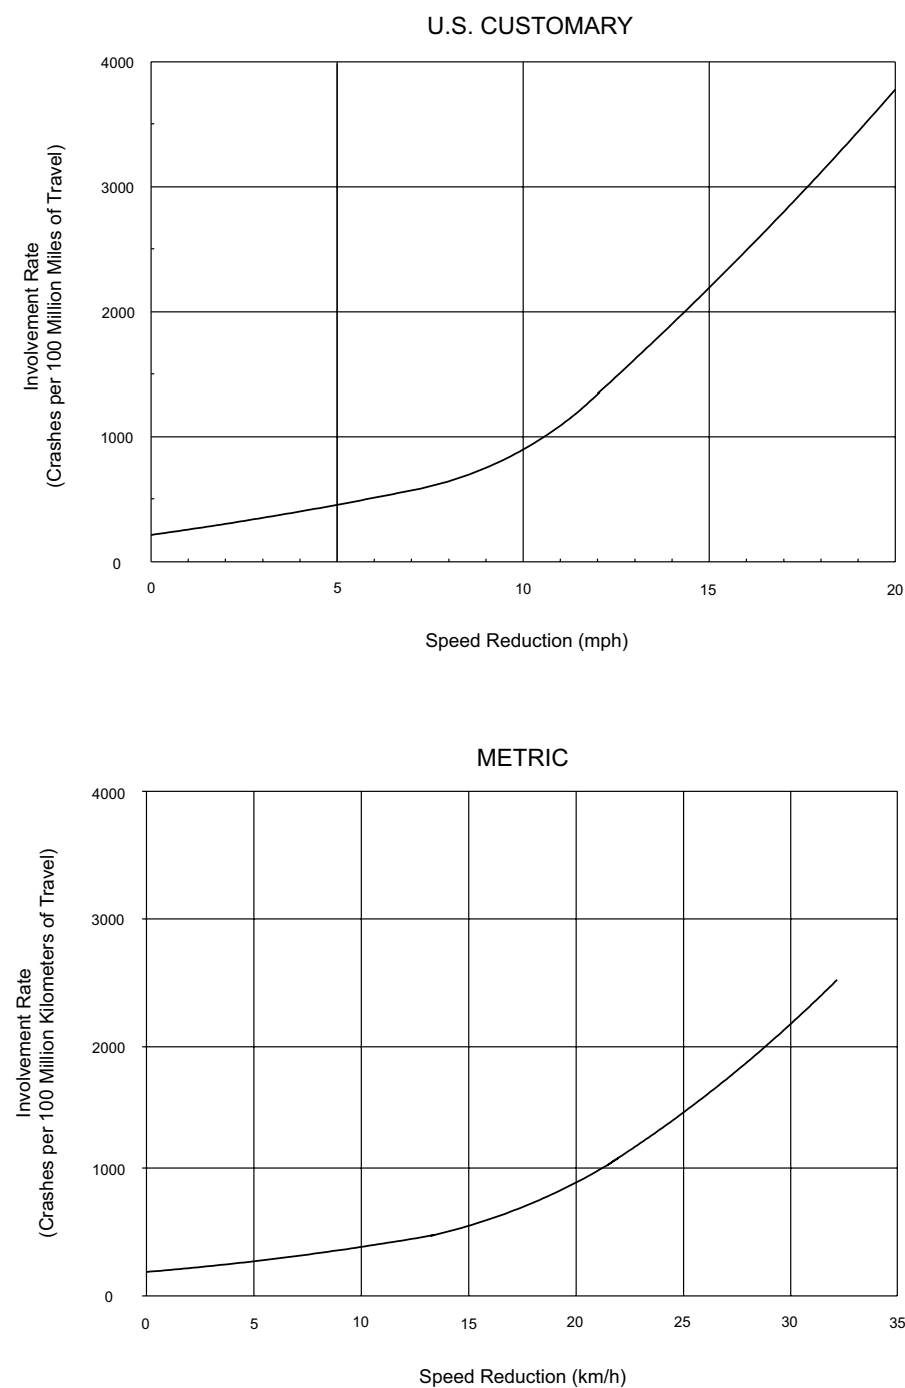 U.S. CUSTOMARY
4000
3000
2000
1000
0
Involvement Rate
(Crashes per 100 Million Miles of Travel)
0 5 10 15 20
Speed Reduction (mph)
METRIC
4000
3000
2000
1000
0
Involvement Rate
(Crashes per 100 Million Kilometers of Travel)
0 5 10 15 20 25 30 35
Speed Reduction (km/h)